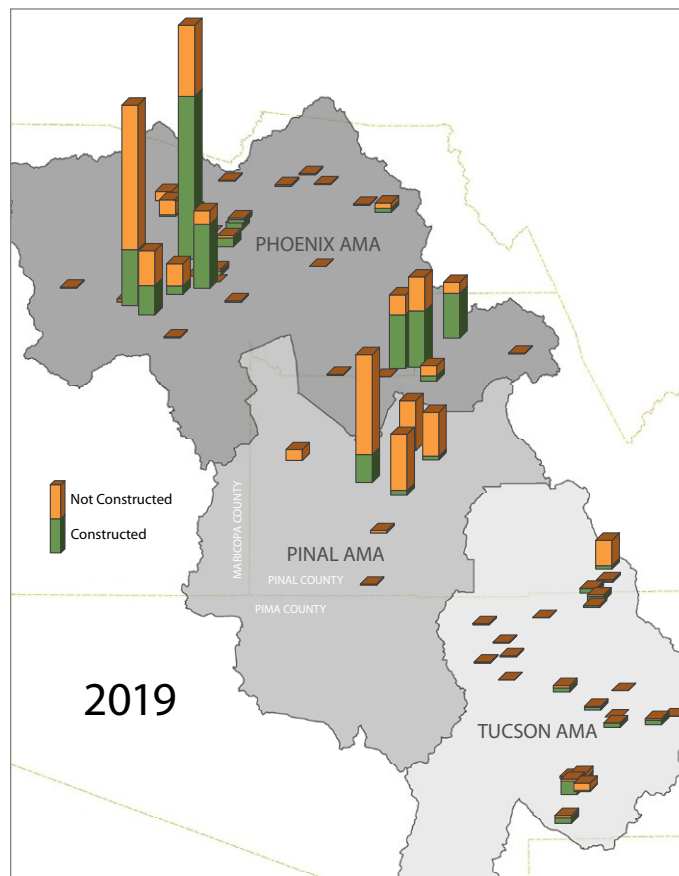 PHOENIX AMA
Not Constructed
Constructed
MARICOPA COUNTY
PINAL AMA
PINAL COUNTY
PIMA COUNTY
2019
TUCSON AMA